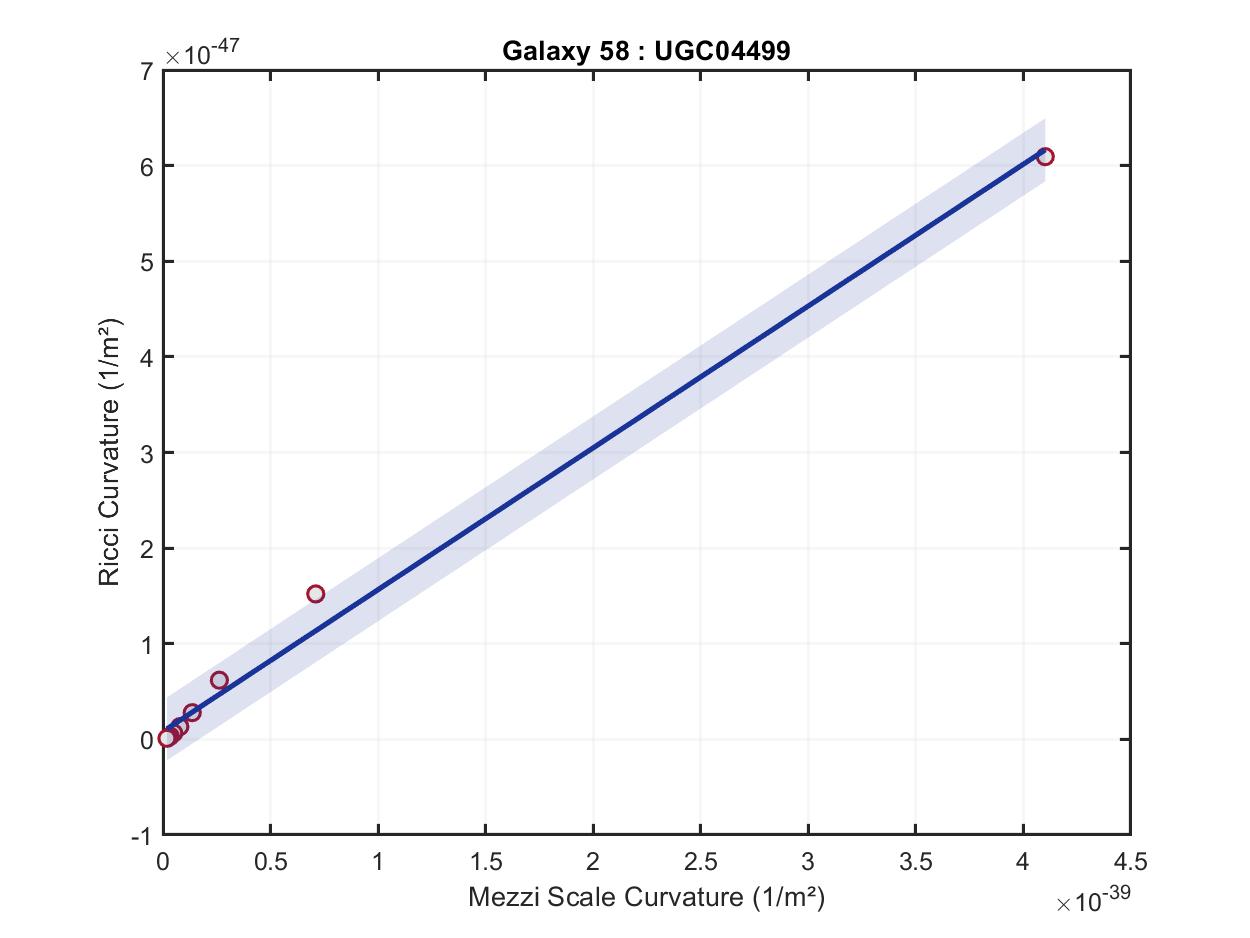 Galaxy 58 : UGC04499
×10^-47
7
6
5
4
3
2
1
0
-1
Ricci Curvature (1/m²)
0 0.5 1 1.5 2 2.5 3 3.5 4 4.5
Mezzi Scale Curvature (1/m²)
×10^-39